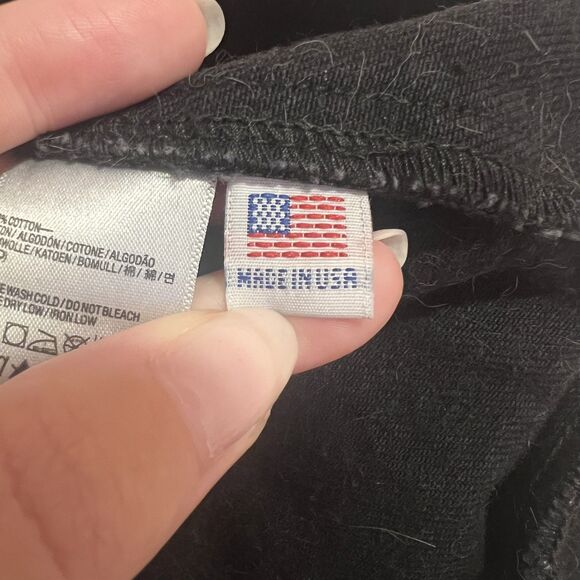 % COTTON—
ON / ALGODÓN / COTONE / ALGODÃO
WOLLE / KATOEN / BOMULL / 棉 / 綿 / 면
E WASH COLD / DO NOT BLEACH
E DRY LOW / IRON LOW
MADE IN USA